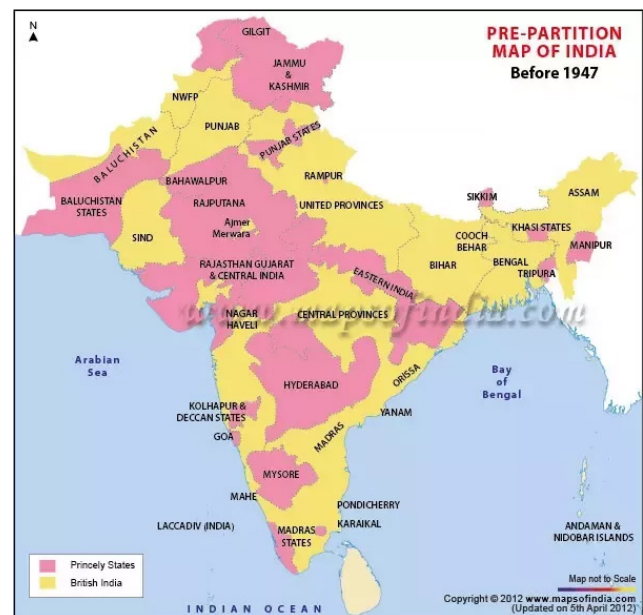 N
PRE-PARTITION
MAP OF INDIA
Before 1947
GILGIT
JAMMU
&
KASHMIR
NWFP
PUNJAB
BALUCHISTAN
PUNJAB STATES
BAHAWALPUR
RAMPUR
BALUCHISTAN
STATES
RAJPUTANA
UNITED PROVINCES
SIKKIM
ASSAM
SIND
Ajmer
Merwara
COOCH
BEHAR
KHASI STATES
MANIPUR
RAJASTHAN GUJARAT
& CENTRAL INDIA
BIHAR
BENGAL
TRIPURA
EASTERN INDIA
NAGAR
HAVELI
CENTRAL PROVINCES
www.mapsofindia.com
Arabian
Sea
HYDERABAD
ORISSA
Bay
of
Bengal
KOLHAPUR &
DECCAN STATES
YANAM
GOA
MADRAS
MYSORE
MAHE
PONDICHERRY
LACCADIV (INDIA)
MADRAS
STATES
KARAIKAL
ANDAMAN &
NIDOBAR ISLANDS
Princely States
British India
Map not to Scale
Copyright © 2012 www.mapsofindia.com
(Updated on 5th April 2012)
INDIAN OCEAN